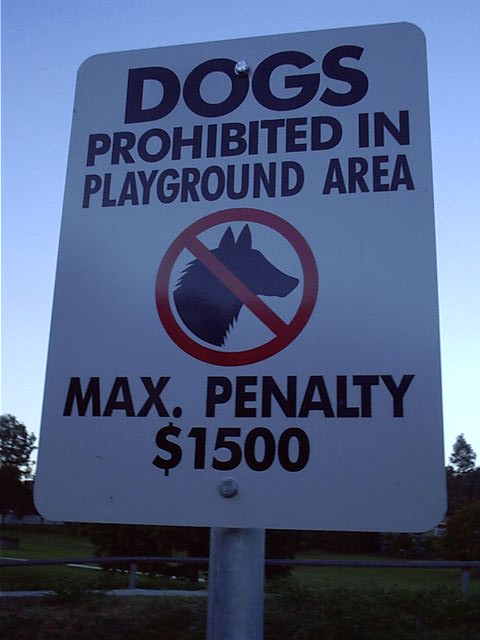 DOGS
PROHIBITED IN
PLAYGROUND AREA
MAX. PENALTY
$1500